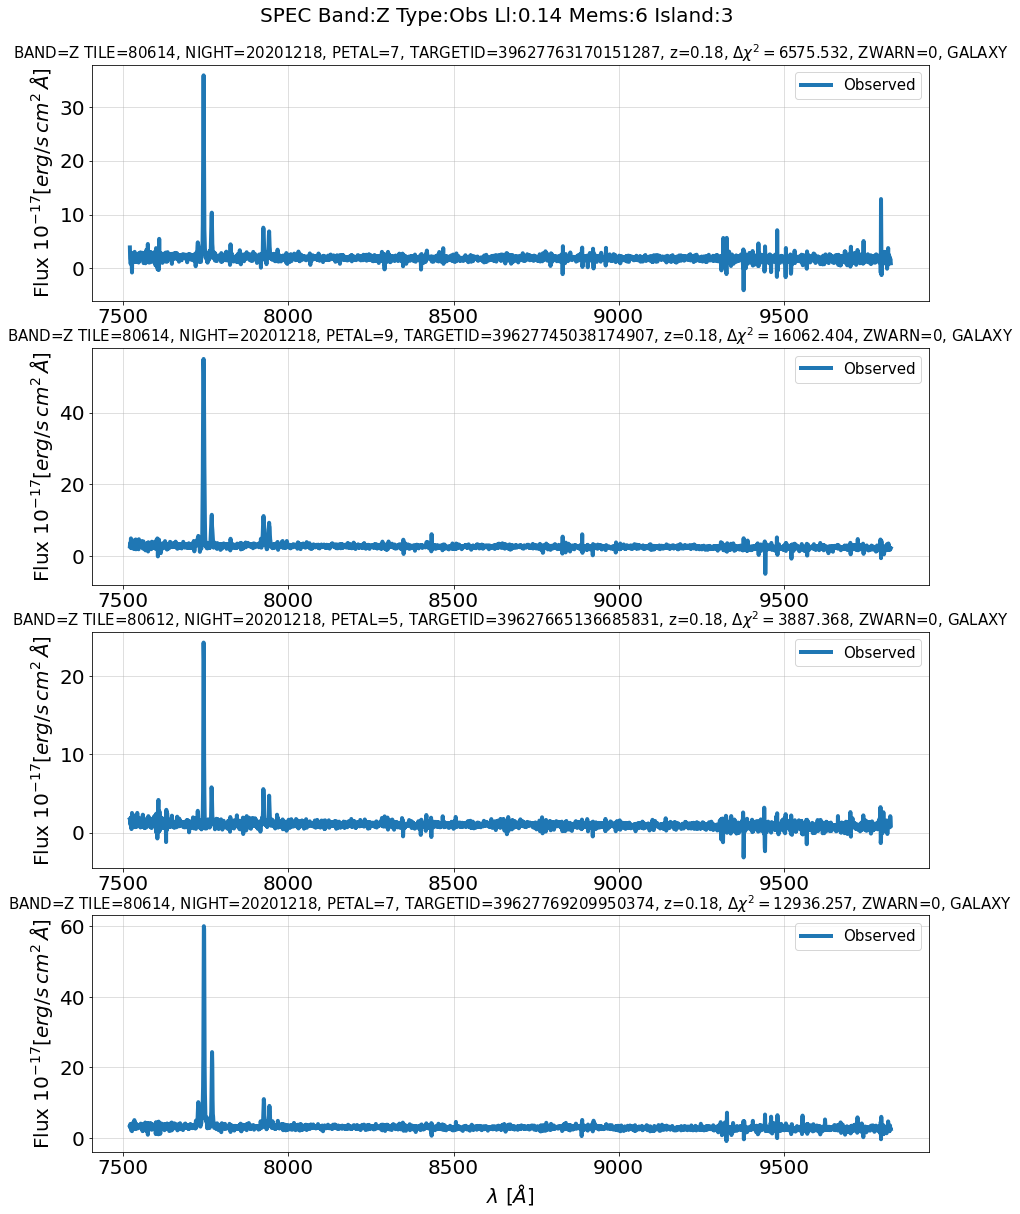 SPEC Band:Z Type:Obs Ll:0.14 Mems:6 Island:3
BAND=Z TILE=80614, NIGHT=20201218, PETAL=7, TARGETID=39627763170151287, z=0.18, Δχ² = 6575.532, ZWARN=0, GALAXY
Observed
Flux 10⁻¹⁷[erg/s cm² Å]
30
20
10
0
7500 8000 8500 9000 9500
BAND=Z TILE=80614, NIGHT=20201218, PETAL=9, TARGETID=39627745038174907, z=0.18, Δχ² = 16062.404, ZWARN=0, GALAXY
Observed
Flux 10⁻¹⁷[erg/s cm² Å]
40
20
0
7500 8000 8500 9000 9500
BAND=Z TILE=80612, NIGHT=20201218, PETAL=5, TARGETID=39627665136685831, z=0.18, Δχ² = 3887.368, ZWARN=0, GALAXY
Observed
Flux 10⁻¹⁷[erg/s cm² Å]
20
10
0
7500 8000 8500 9000 9500
BAND=Z TILE=80614, NIGHT=20201218, PETAL=7, TARGETID=39627769209950374, z=0.18, Δχ² = 12936.257, ZWARN=0, GALAXY
Observed
Flux 10⁻¹⁷[erg/s cm² Å]
60
40
20
0
7500 8000 8500 9000 9500
λ [Å]